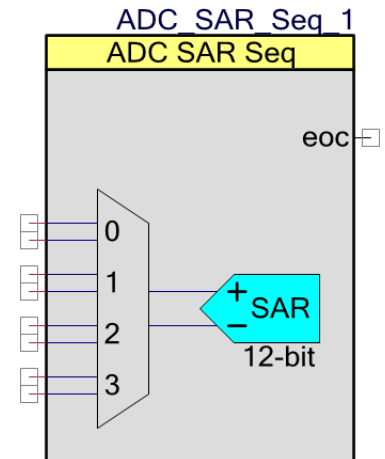 ADC_SAR_Seq_1
ADC SAR Seq
eoc
0
1
2
3
+
SAR
−
12-bit